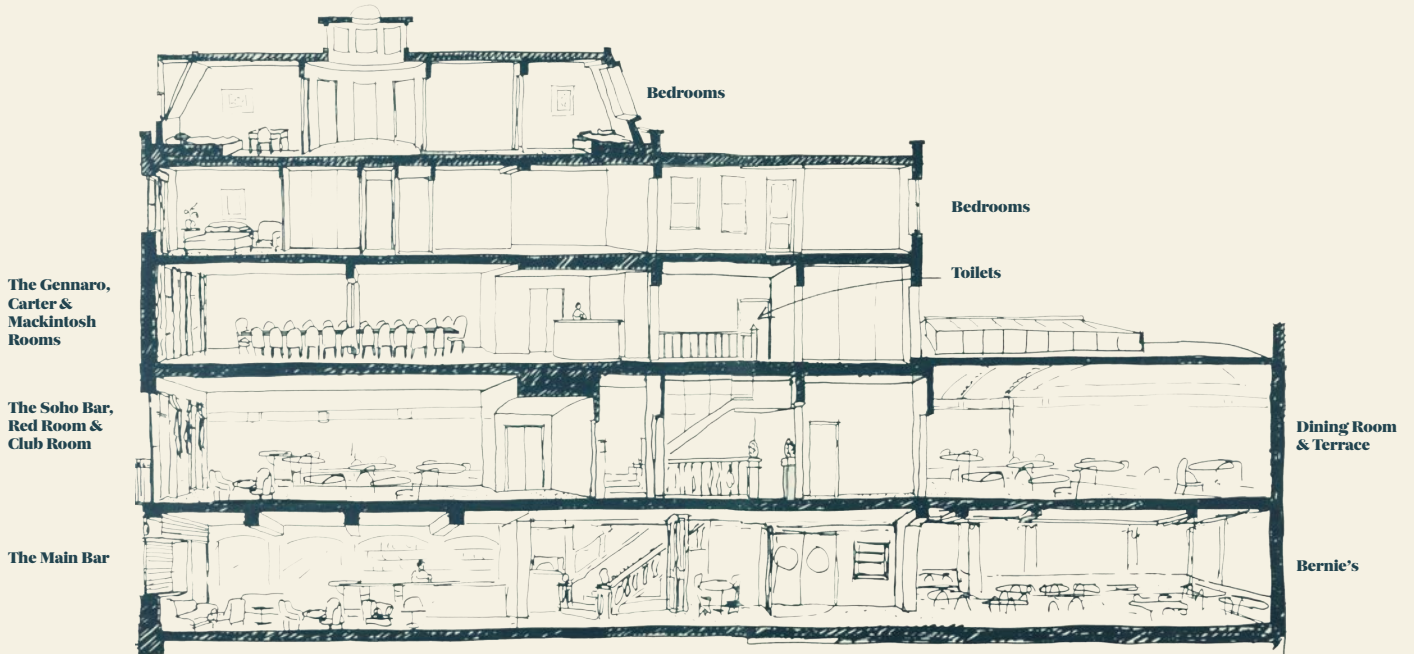 Bedrooms
Bedrooms
Toilets
The Gennaro,
Carter &
Mackintosh
Rooms
The Soho Bar,
Red Room &
Club Room
Dining Room
& Terrace
The Main Bar
Bernie's